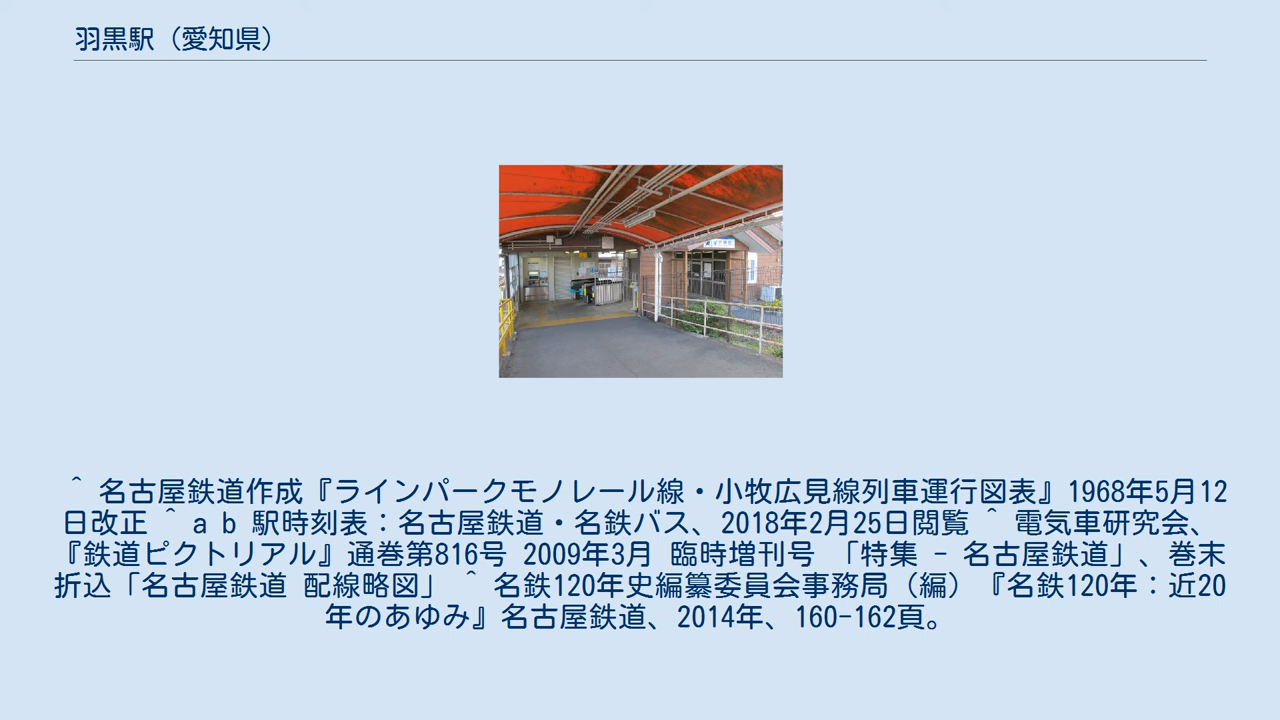 羽黒駅（愛知県）
^ 名古屋鉄道作成『ラインパークモノレール線・小牧広見線列車運行図表』1968年5月12
日改正 ^ a b 駅時刻表：名古屋鉄道・名鉄バス、2018年2月25日閲覧 ^ 電気車研究会、
『鉄道ピクトリアル』通巻第816号 2009年3月 臨時増刊号 「特集 - 名古屋鉄道」、巻末
折込「名古屋鉄道 配線略図」 ^ 名鉄120年史編纂委員会事務局（編）『名鉄120年：近20
年のあゆみ』名古屋鉄道、2014年、160-162頁。